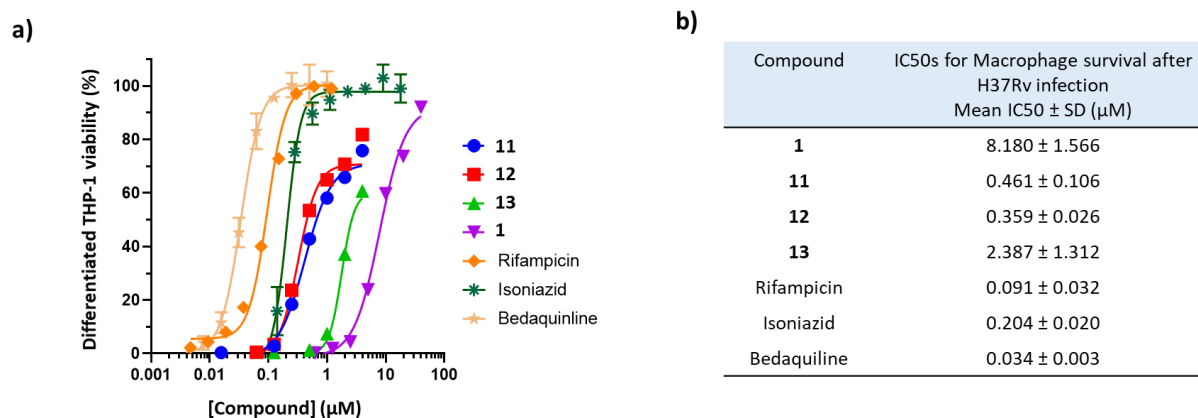 a)
Differentiated THP-1 viability (%)
100
80
60
40
20
0
0.001
0.01
0.1
1
10
100
[Compound] (µM)
11
12
13
1
Rifampicin
Isoniazid
Bedaquinline
b)
Compound
IC50s for Macrophage survival after
H37Rv infection
Mean IC50 ± SD (µM)
1 8.180 ± 1.566
11 0.461 ± 0.106
12 0.359 ± 0.026
13 2.387 ± 1.312
Rifampicin 0.091 ± 0.032
Isoniazid 0.204 ± 0.020
Bedaquiline 0.034 ± 0.003